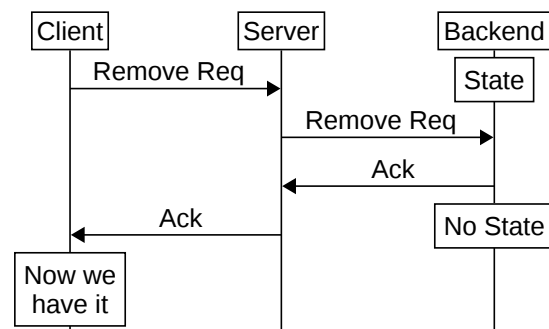 Client
Server
Backend
State
Remove Req
Remove Req
Ack
Ack
No State
Now we
have it